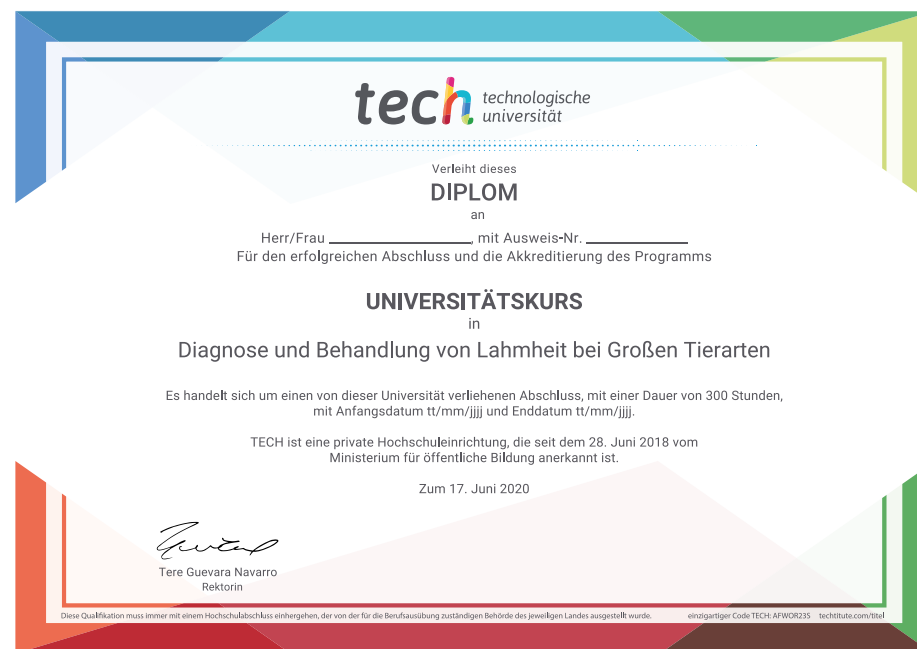 tech technologische
universität
Verleiht dieses
DIPLOM
an
Herr/Frau ____________, mit Ausweis-Nr. ____________
Für den erfolgreichen Abschluss und die Akkreditierung des Programms
UNIVERSITÄTSKURS
in
Diagnose und Behandlung von Lahmheit bei Großen Tierarten
Es handelt sich um einen von dieser Universität verliehenen Abschluss, mit einer Dauer von 300 Stunden,
mit Anfangsdatum tt/mm/jjjj und Enddatum tt/mm/jjjj.
TECH ist eine private Hochschuleinrichtung, die seit dem 28. Juni 2018 vom
Ministerium für öffentliche Bildung anerkannt ist.
Zum 17. Juni 2020
Tere Guevara Navarro
Rektorin
Diese Qualifikation muss immer mit einem Hochschulabschluss einhergehen, der von der für die Berufsausübung zuständigen Behörde des jeweiligen Landes ausgestellt wurde. einzigartiger Code TECH: AFWOR23S techtitute.com/titel